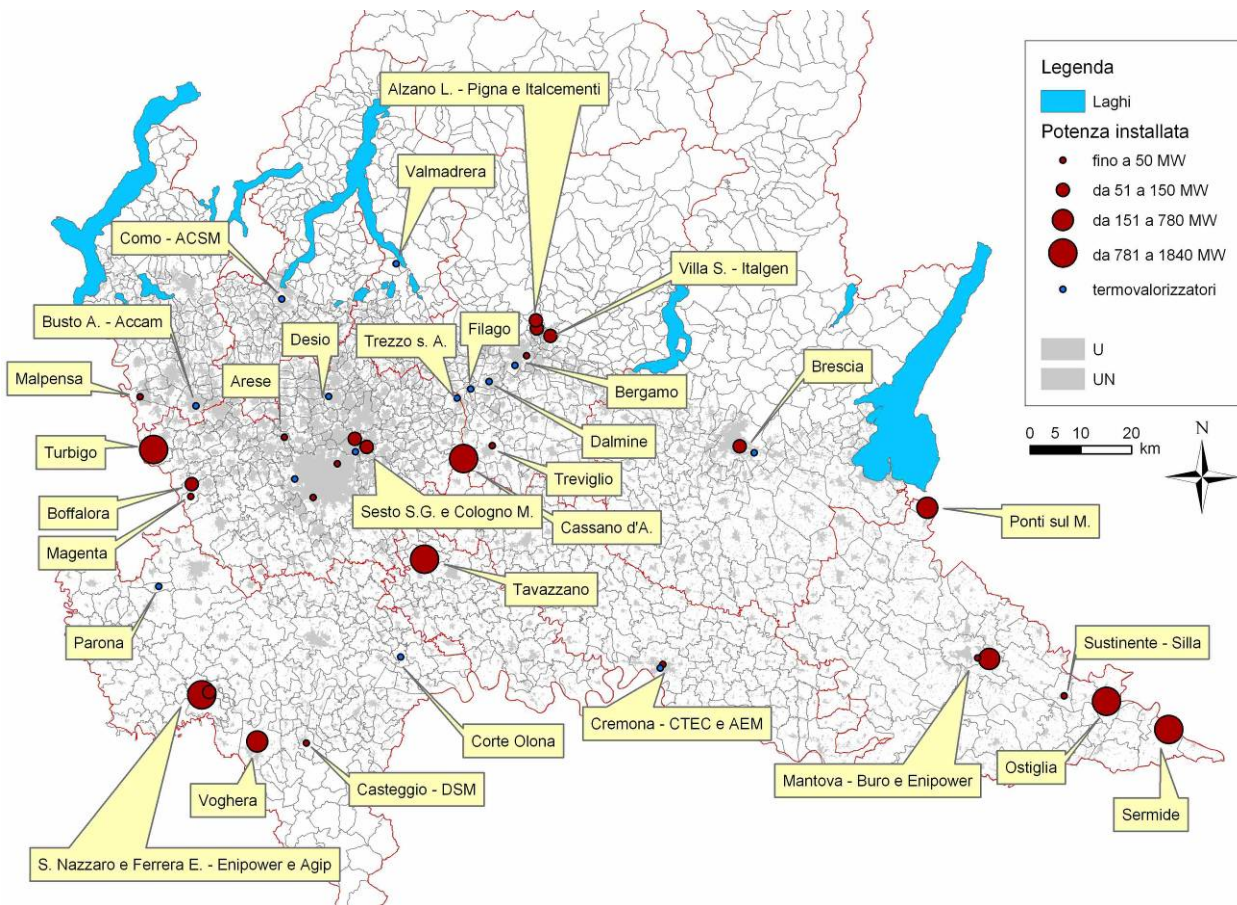 Alzano L. - Pigna e Italcementi
Valmadrera
Como - ACSM
Villa S. - Italgen
Busto A. - Accam
Desio
Trezzo s. A.
Filago
Malpensa
Arese
Bergamo
Brescia
Turbigo
Dalmine
Treviglio
Boffalora
Sesto S.G. e Cologno M.
Cassano d'A.
Ponti sul M.
Magenta
Tavazzano
Parona
Sustinente - Silla
Cremona - CTEC e AEM
Corte Olona
Mantova - Buro e Enipower
Ostiglia
Voghera
Casteggio - DSM
Sermide
S. Nazzaro e Ferrera E. - Enipower e Agip
Legenda
Laghi
Potenza installata
fino a 50 MW
da 51 a 150 MW
da 151 a 780 MW
da 781 a 1840 MW
termovalorizzatori
U
UN
0 5 10 20
km
N